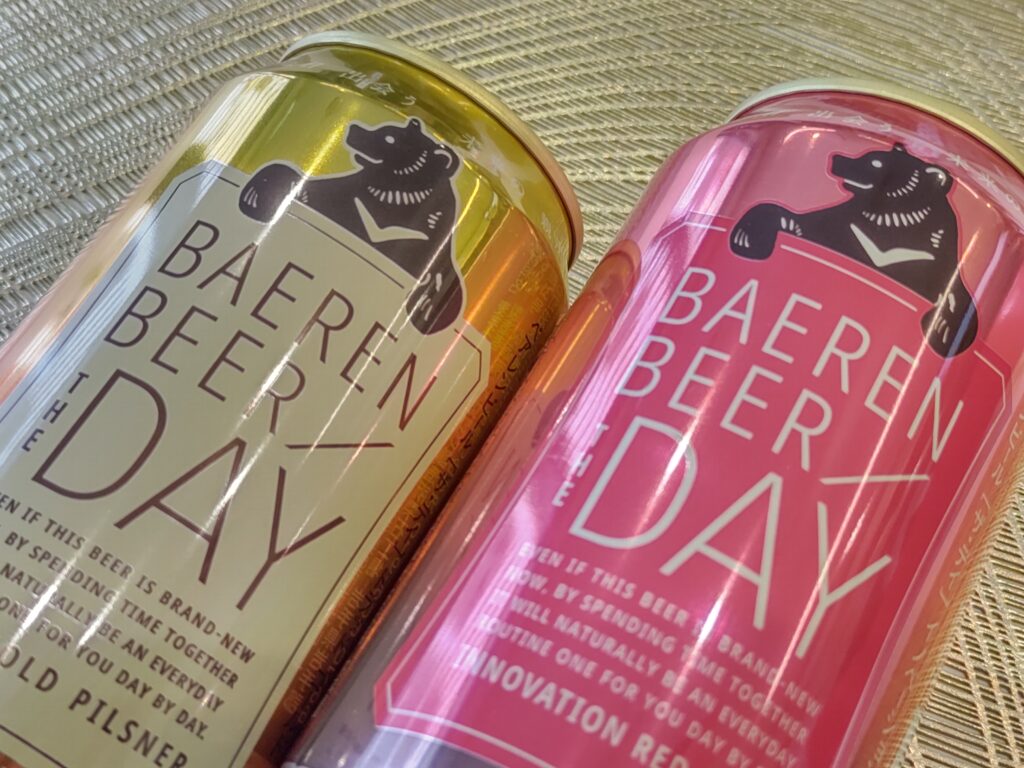 BAEREN
BEER
THE
DAY
EN IF THIS BEER IS BRAND-NEW
BY SPENDING TIME TOGETHER
NATURALLY BE AN EVERYDAY
ONE FOR YOU DAY BY DAY.
OLD PILSNER
BAEREN
BEER
THE
DAY
EVEN IF THIS BEER IS BRAND-NEW
NOW, BY SPENDING TIME TOGETHER
IT WILL NATURALLY BE AN EVERYDAY
ROUTINE ONE FOR YOU DAY BY
INNOVATION RED